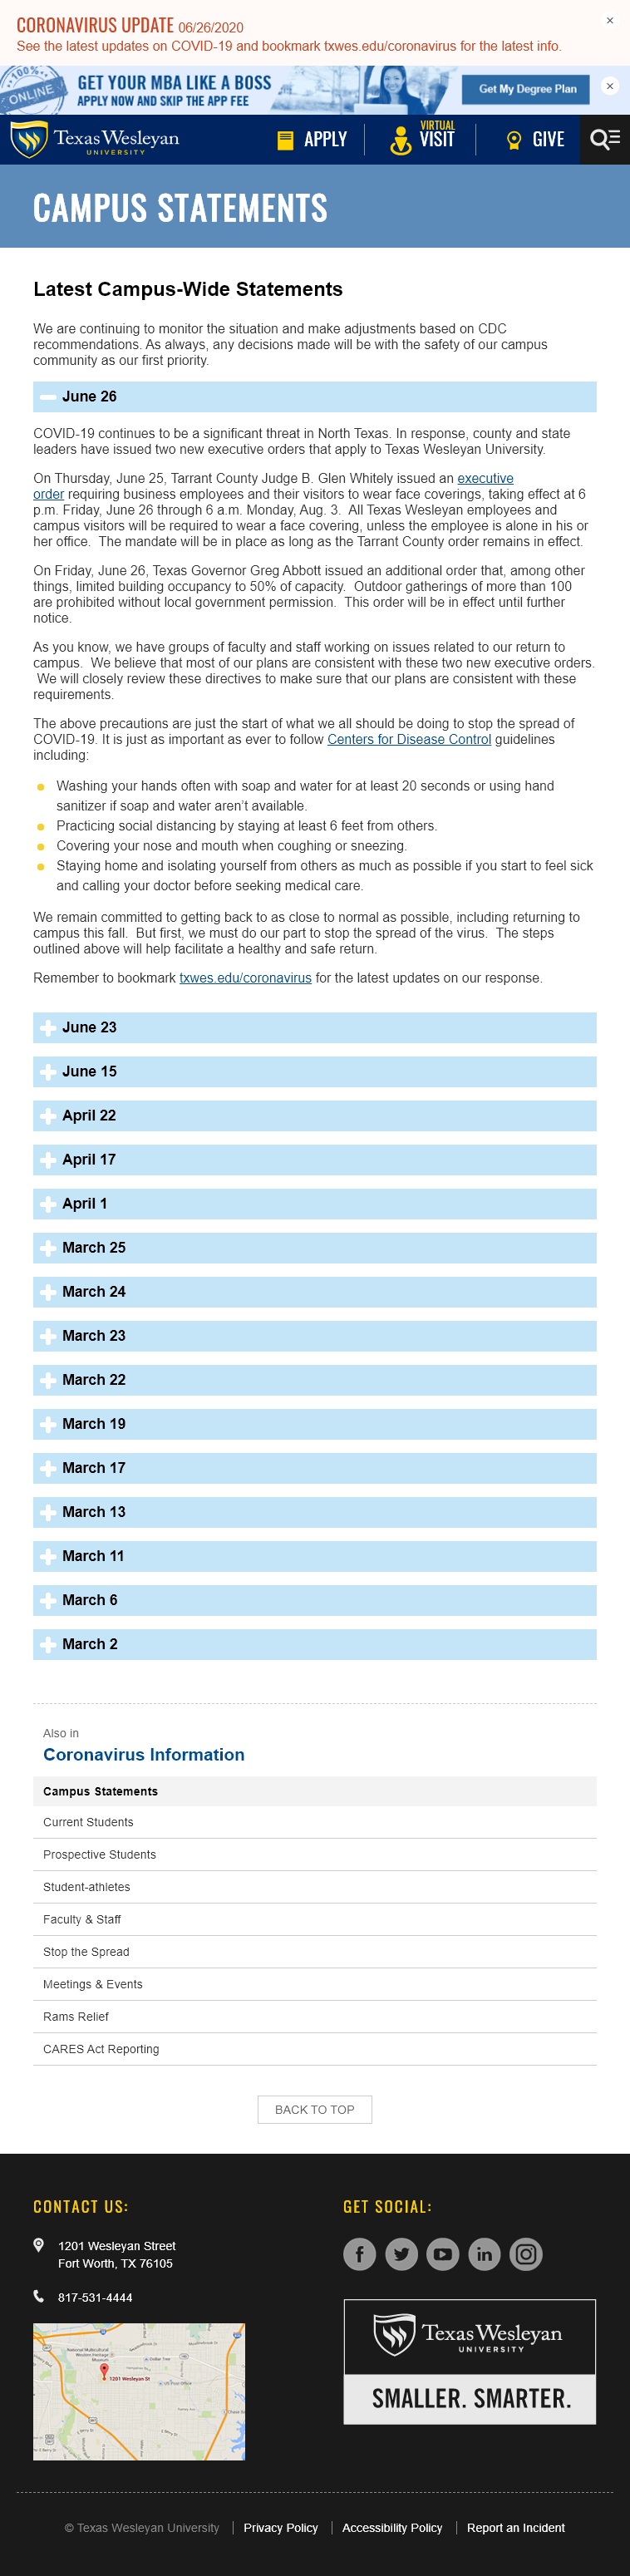 CORONAVIRUS UPDATE 06/26/2020
See the latest updates on COVID-19 and bookmark txwes.edu/coronavirus for the latest info.
100%
ONLINE
GET YOUR MBA LIKE A BOSS
APPLY NOW AND SKIP THE APP FEE
Get My Degree Plan
Texas Wesleyan
UNIVERSITY
APPLY
VIRTUAL
VISIT
GIVE
CAMPUS STATEMENTS
Latest Campus-Wide Statements
We are continuing to monitor the situation and make adjustments based on CDC
recommendations. As always, any decisions made will be with the safety of our campus
community as our first priority.
June 26
COVID-19 continues to be a significant threat in North Texas. In response, county and state
leaders have issued two new executive orders that apply to Texas Wesleyan University.
On Thursday, June 25, Tarrant County Judge B. Glen Whitely issued an executive
order requiring business employees and their visitors to wear face coverings, taking effect at 6
p.m. Friday, June 26 through 6 a.m. Monday, Aug. 3.  All Texas Wesleyan employees and
campus visitors will be required to wear a face covering, unless the employee is alone in his or
her office.  The mandate will be in place as long as the Tarrant County order remains in effect.
On Friday, June 26, Texas Governor Greg Abbott issued an additional order that, among other
things, limited building occupancy to 50% of capacity.  Outdoor gatherings of more than 100
are prohibited without local government permission.  This order will be in effect until further
notice.
As you know, we have groups of faculty and staff working on issues related to our return to
campus.  We believe that most of our plans are consistent with these two new executive orders.
We will closely review these directives to make sure that our plans are consistent with these
requirements.
The above precautions are just the start of what we all should be doing to stop the spread of
COVID-19. It is just as important as ever to follow Centers for Disease Control guidelines
including:
Washing your hands often with soap and water for at least 20 seconds or using hand
sanitizer if soap and water aren't available.
Practicing social distancing by staying at least 6 feet from others.
Covering your nose and mouth when coughing or sneezing.
Staying home and isolating yourself from others as much as possible if you start to feel sick
and calling your doctor before seeking medical care.
We remain committed to getting back to as close to normal as possible, including returning to
campus this fall.  But first, we must do our part to stop the spread of the virus.  The steps
outlined above will help facilitate a healthy and safe return.
Remember to bookmark txwes.edu/coronavirus for the latest updates on our response.
June 23
June 15
April 22
April 17
April 1
March 25
March 24
March 23
March 22
March 19
March 17
March 13
March 11
March 6
March 2
Also in
Coronavirus Information
Campus Statements
Current Students
Prospective Students
Student-athletes
Faculty & Staff
Stop the Spread
Meetings & Events
Rams Relief
CARES Act Reporting
BACK TO TOP
CONTACT US:
1201 Wesleyan Street
Fort Worth, TX 76105
817-531-4444
1201 Wesleyan St
GET SOCIAL:
Texas Wesleyan
UNIVERSITY
SMALLER. SMARTER.
© Texas Wesleyan University
Privacy Policy
Accessibility Policy
Report an Incident